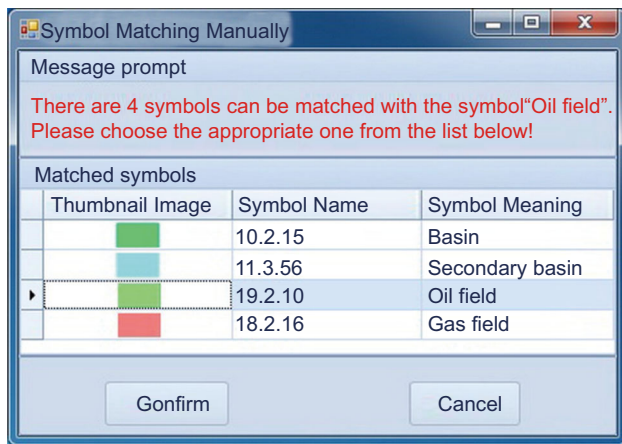 Symbol Matching Manually
Message prompt
There are 4 symbols can be matched with the symbol“Oil field”.
Please choose the appropriate one from the list below!
Matched symbols
Thumbnail Image Symbol Name Symbol Meaning
10.2.15 Basin
11.3.56 Secondary basin
19.2.10 Oil field
18.2.16 Gas field
Gonfirm Cancel